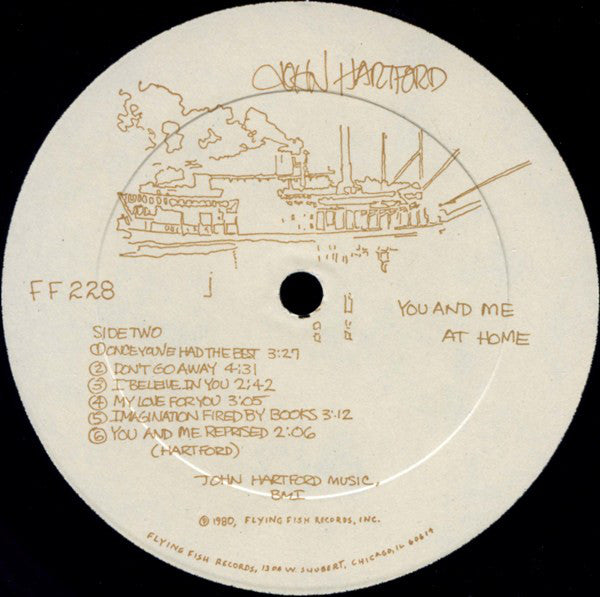 JOHN HARTFORD
FF 228
YOU AND ME
AT HOME
SIDE TWO
① ONCE YOU'VE HAD THE BEST 3:27
② DON'T GO AWAY 4:31
③ I BELEIVE IN YOU 2:42
④ MY LOVE FOR YOU 3:05
⑤ IMAGINATION FIRED BY BOOKS 3:12
⑥ YOU AND ME REPRISED 2:06
(HARTFORD)
JOHN HARTFORD MUSIC,
BMI
℗ 1980, FLYING FISH RECORDS, INC.
FLYING FISH RECORDS, 1304 W. SHUBERT, CHICAGO, IL 60614